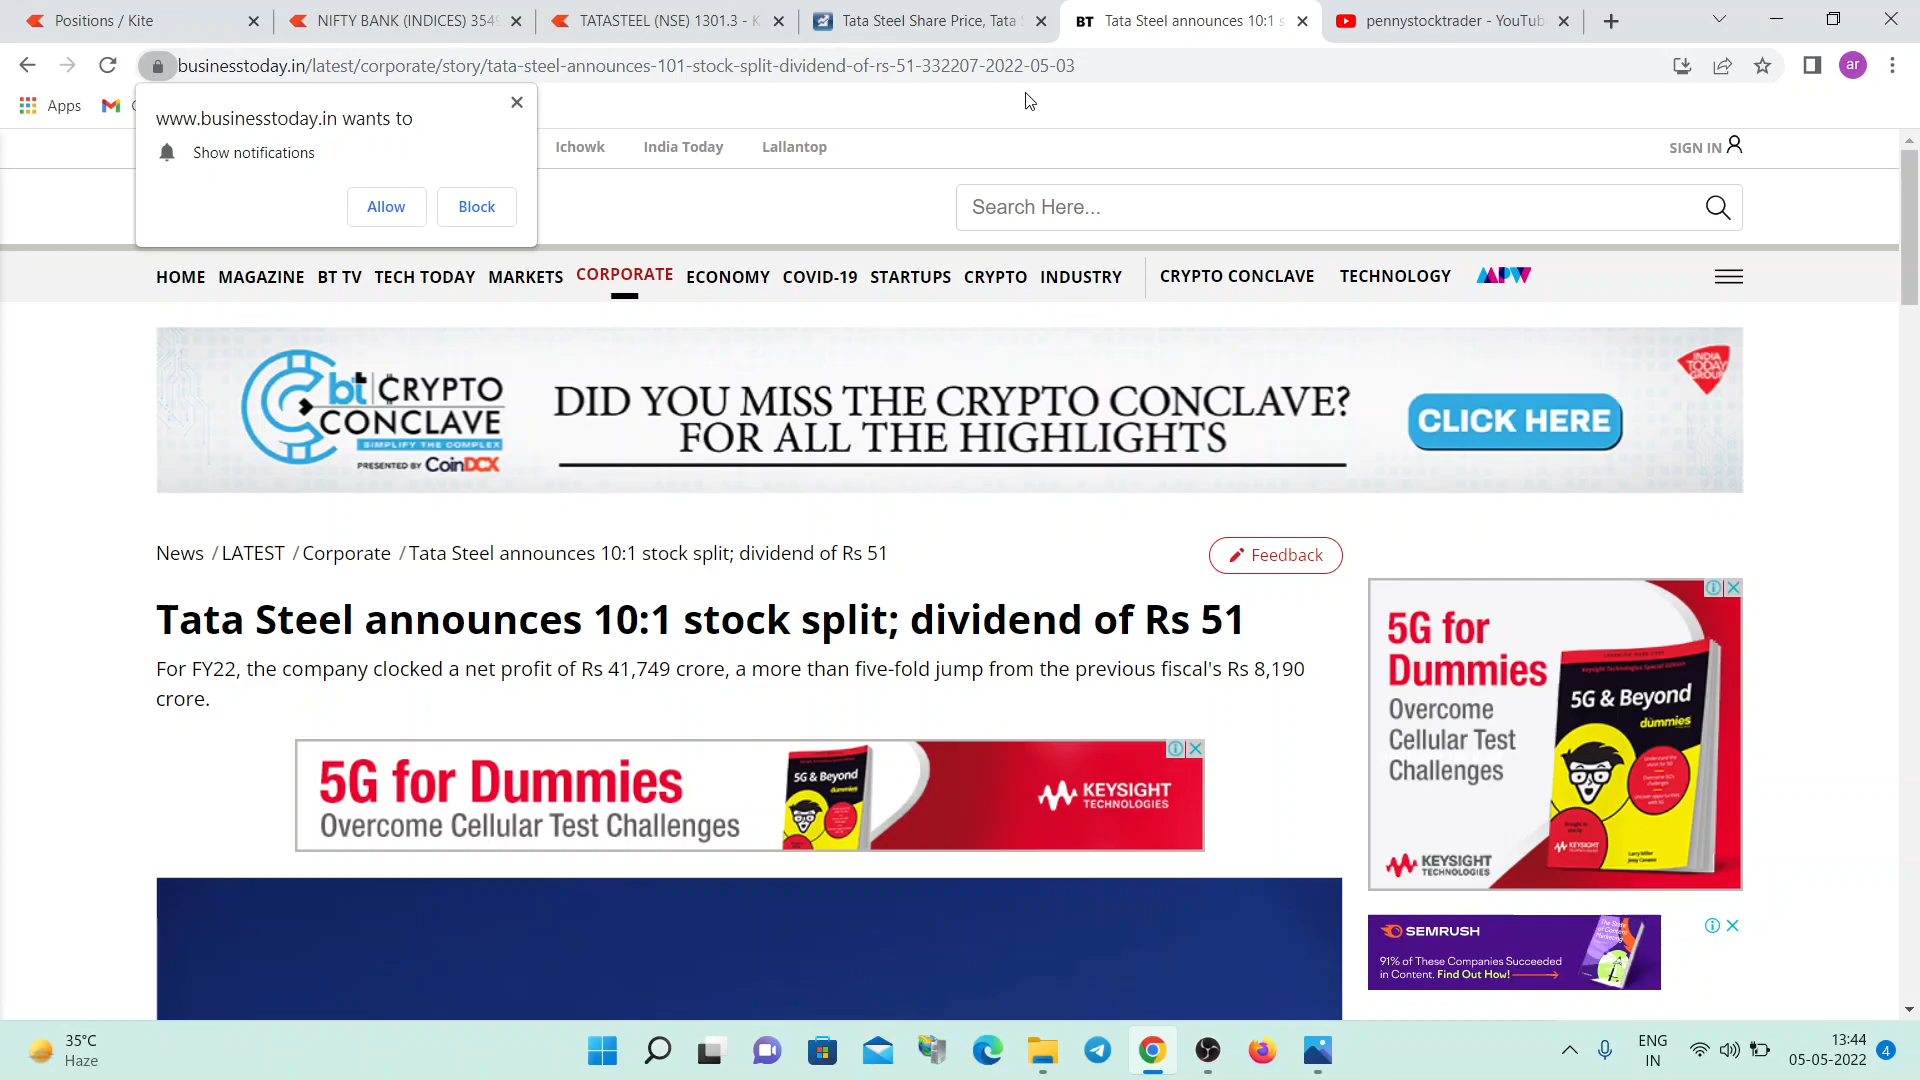 Positions / Kite
NIFTY BANK (INDICES) 354
TATASTEEL (NSE) 1301.3 - K
Tata Steel Share Price, Tata S
BT Tata Steel announces 10:1 s
pennystocktrader - YouTub
businesstoday.in/latest/corporate/story/tata-steel-announces-101-stock-split-dividend-of-rs-51-332207-2022-05-03
ar
Apps
www.businesstoday.in wants to
Show notifications
Allow
Block
Ichowk
India Today
Lallantop
SIGN IN
Search Here...
HOME MAGAZINE BT TV TECH TODAY MARKETS CORPORATE ECONOMY COVID-19 STARTUPS CRYPTO INDUSTRY CRYPTO CONCLAVE TECHNOLOGY
bt CRYPTO
CONCLAVE
SIMPLIFY THE COMPLEX
PRESENTED BY CoinDCX
DID YOU MISS THE CRYPTO CONCLAVE?
FOR ALL THE HIGHLIGHTS
CLICK HERE
INDIA
TODAY
GROUP
News / LATEST / Corporate / Tata Steel announces 10:1 stock split; dividend of Rs 51
Feedback
Tata Steel announces 10:1 stock split; dividend of Rs 51
For FY22, the company clocked a net profit of Rs 41,749 crore, a more than five-fold jump from the previous fiscal's Rs 8,190
crore.
5G for Dummies
Overcome Cellular Test Challenges
5G & Beyond
dummies
KEYSIGHT
TECHNOLOGIES
5G for
Dummies
Overcome
Cellular Test
Challenges
5G & Beyond
dummies
KEYSIGHT
TECHNOLOGIES
SEMRUSH
91% of These Companies Succeeded
in Content. Find Out How!
35°C
Haze
ENG
IN
13:44
05-05-2022
4